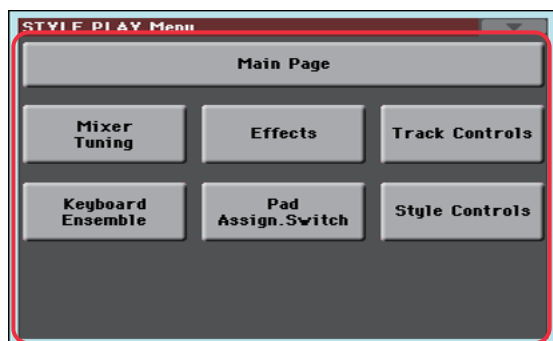 STYLE PLAY Menu
Main Page
Mixer
Tuning
Effects
Track Controls
Keyboard
Ensemble
Pad
Assign.Switch
Style Controls